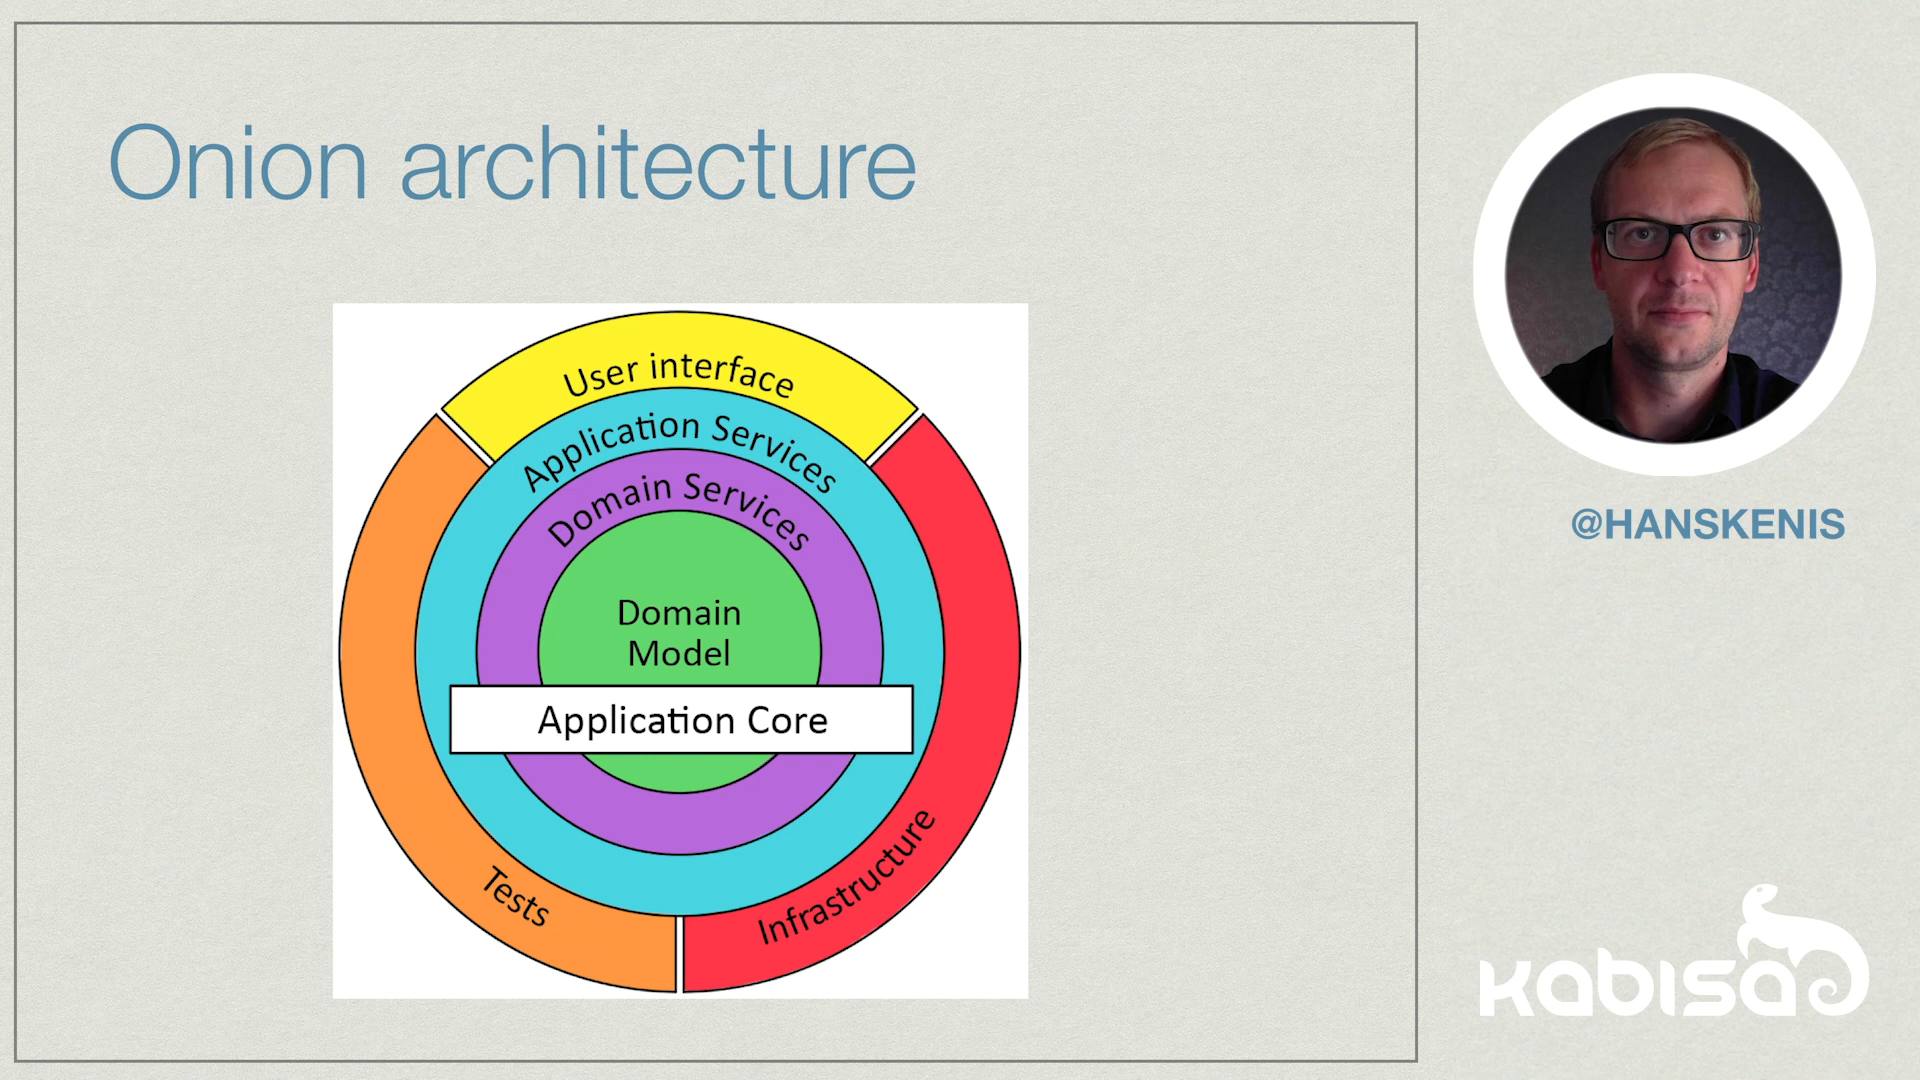 Onion architecture
User interface
Application Services
Domain Services
Domain
Model
Application Core
Tests
Infrastructure
@HANSKENIS
kabisa